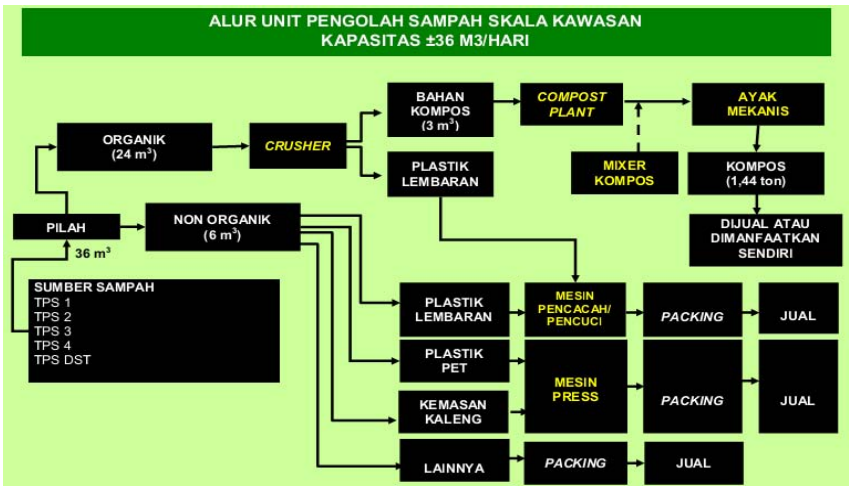 ALUR UNIT PENGOLAH SAMPAH SKALA KAWASAN
KAPASITAS ±36 M3/HARI
BAHAN
KOMPOS
(3 m³)
COMPOST
PLANT
AYAK
MEKANIS
ORGANIK
(24 m³)
CRUSHER
PLASTIK
LEMBARAN
MIXER
KOMPOS
KOMPOS
(1,44 ton)
PILAH
NON ORGANIK
(6 m³)
DIJUAL ATAU
DIMANFAATKAN
SENDIRI
36 m³
SUMBER SAMPAH
TPS 1
TPS 2
TPS 3
TPS 4
TPS DST
PLASTIK
LEMBARAN
MESIN
PENCACAH/
PENCUCI
PACKING
JUAL
PLASTIK
PET
MESIN
PRESS
PACKING
JUAL
KEMASAN
KALENG
LAINNYA
PACKING
JUAL